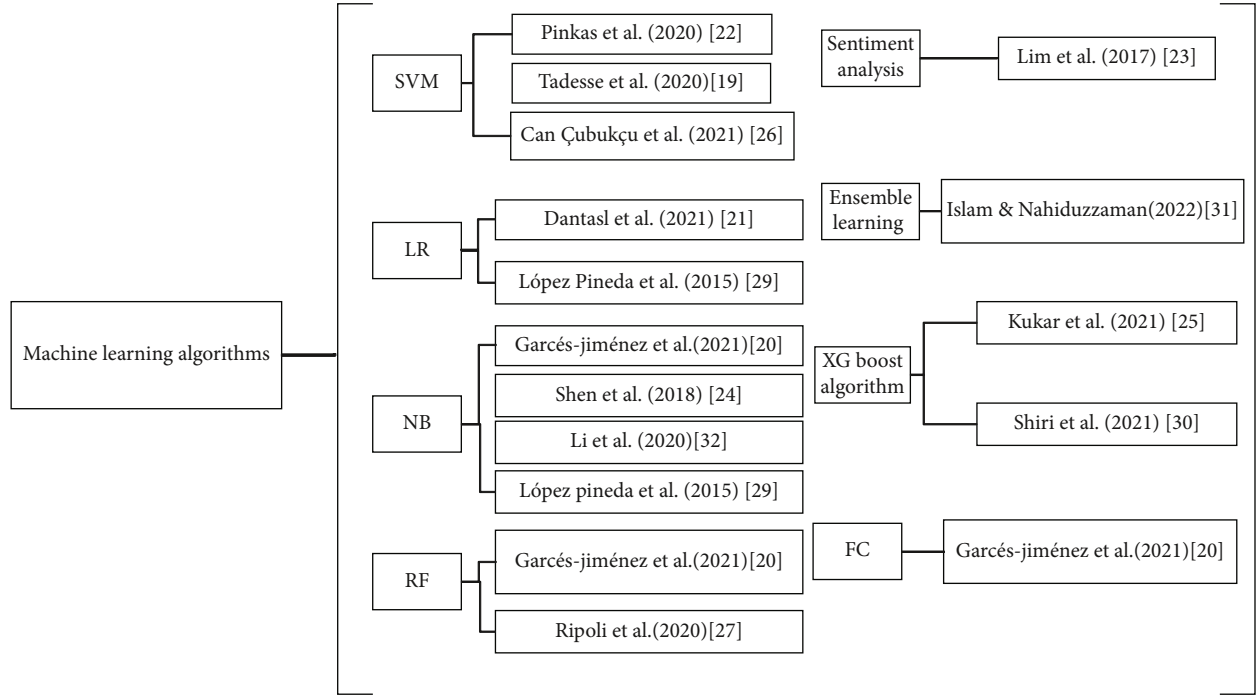 Machine learning algorithms
SVM
Pinkas et al. (2020) [22]
Tadesse et al. (2020)[19]
Can Çubukçu et al. (2021) [26]
LR
Dantasl et al. (2021) [21]
López Pineda et al. (2015) [29]
NB
Garcés-jiménez et al.(2021)[20]
Shen et al. (2018) [24]
Li et al. (2020)[32]
López pineda et al. (2015) [29]
RF
Garcés-jiménez et al.(2021)[20]
Ripoli et al.(2020)[27]
Sentiment
analysis
Lim et al. (2017) [23]
Ensemble
learning
Islam & Nahiduzzaman(2022)[31]
XG boost
algorithm
Kukar et al. (2021) [25]
Shiri et al. (2021) [30]
FC
Garcés-jiménez et al.(2021)[20]